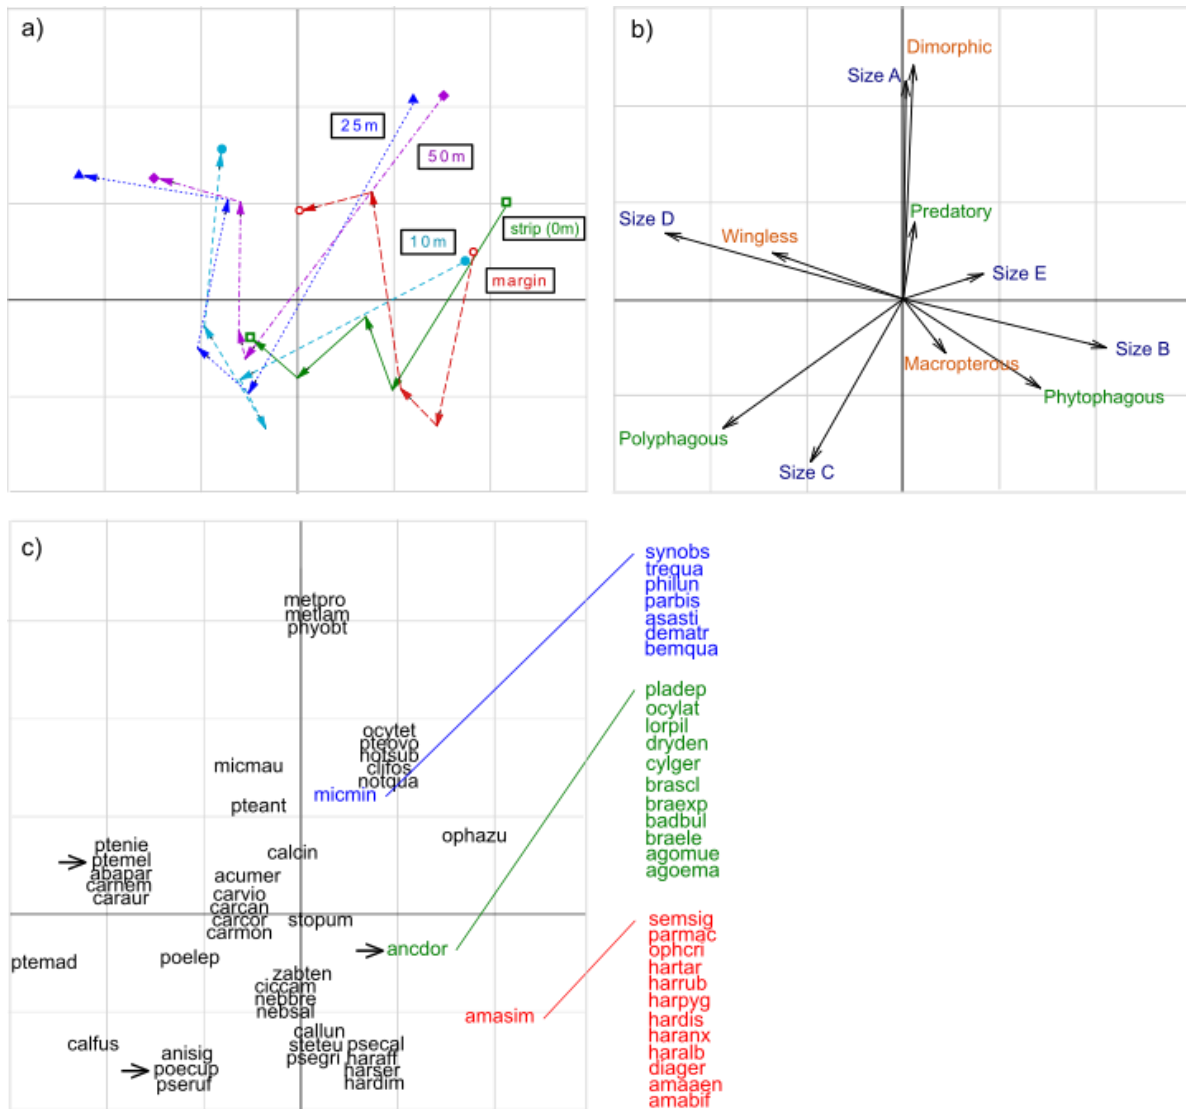 a)
25m
50m
strip (0m)
10m
margin
b)
Dimorphic
Size A
Predatory
Size D
Wingless
Size E
Size B
Macropterous
Phytophagous
Polyphagous
Size C
c)
metpro
metlam
phyobt
ocytet
pteovo
notsub
clifos
notqua
micmau
micmin
pteant
ophazu
calcin
ptenie
ptemel
abapar
carnem
caraur
acumer
carvio
carcan
carcor
carmon
stopum
ancdor
ptemad
poelep
zabten
ciccam
nebbre
nebsal
amasim
callun
steteu
psegri
psecal
haraff
harser
hardim
calfus
anisig
poecup
pseruf
synobs
trequa
philun
parbis
asasti
dematr
bemqua
pladep
ocylat
lorpil
dryden
cylger
brascl
braexp
badbul
braele
agomue
agoema
semsig
parmac
ophcri
hartar
harrub
harpyg
hardis
haranx
haralb
diager
amaaen
amabif